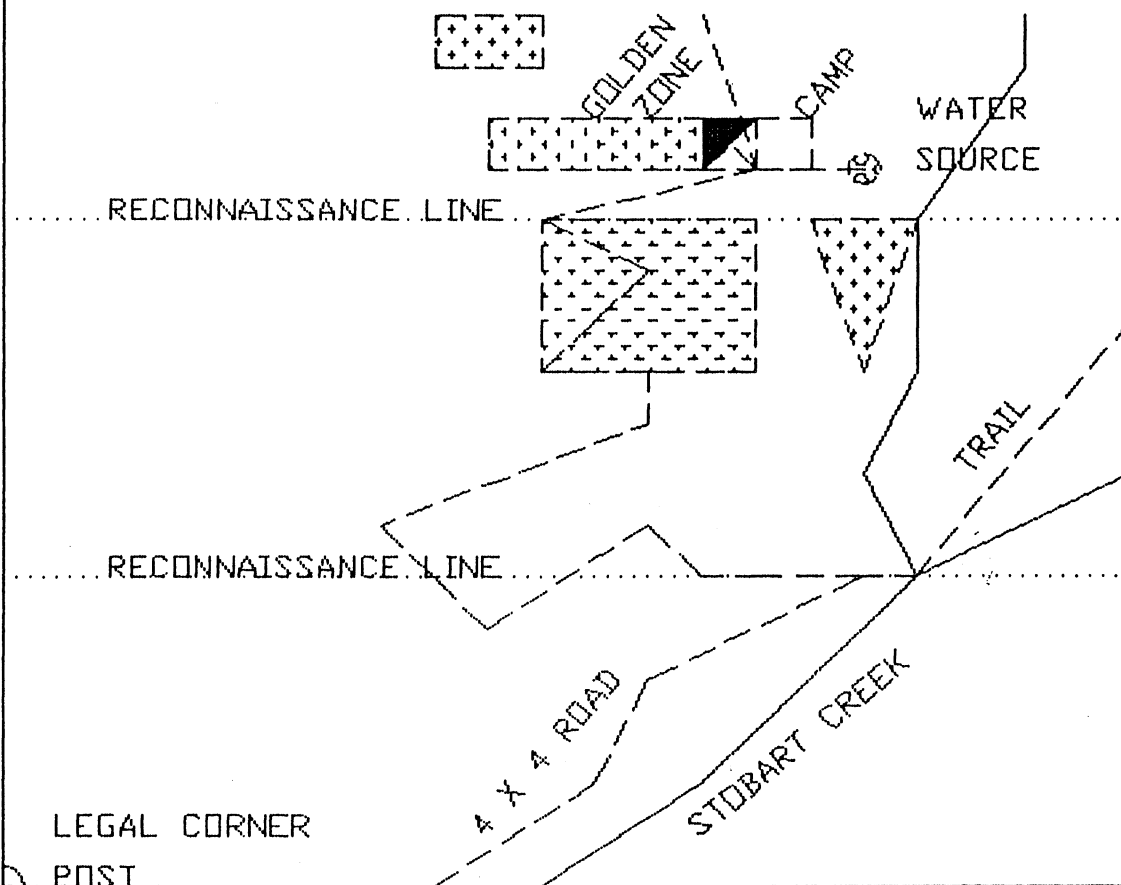 GOLDEN
ZONE
CAMP
WATER
SOURCE
RECONNAISSANCE LINE
TRAIL
RECONNAISSANCE LINE
4 X 4 ROAD
STOBART CREEK
LEGAL CORNER
POST